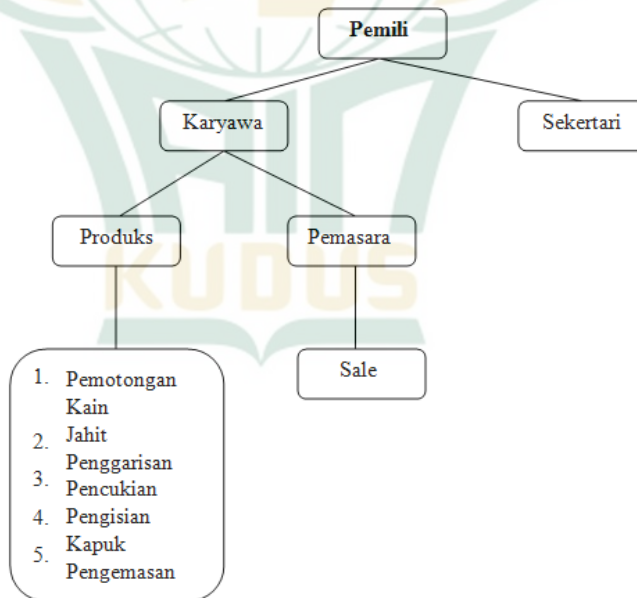 Pemili
Karyawa
Sekertari
Produks
Pemasara
Sale
1. Pemotongan
Kain
2. Jahit
Penggarisan
3. Pencukian
4. Pengisian
Kapuk
5. Pengemasan
KUDUS